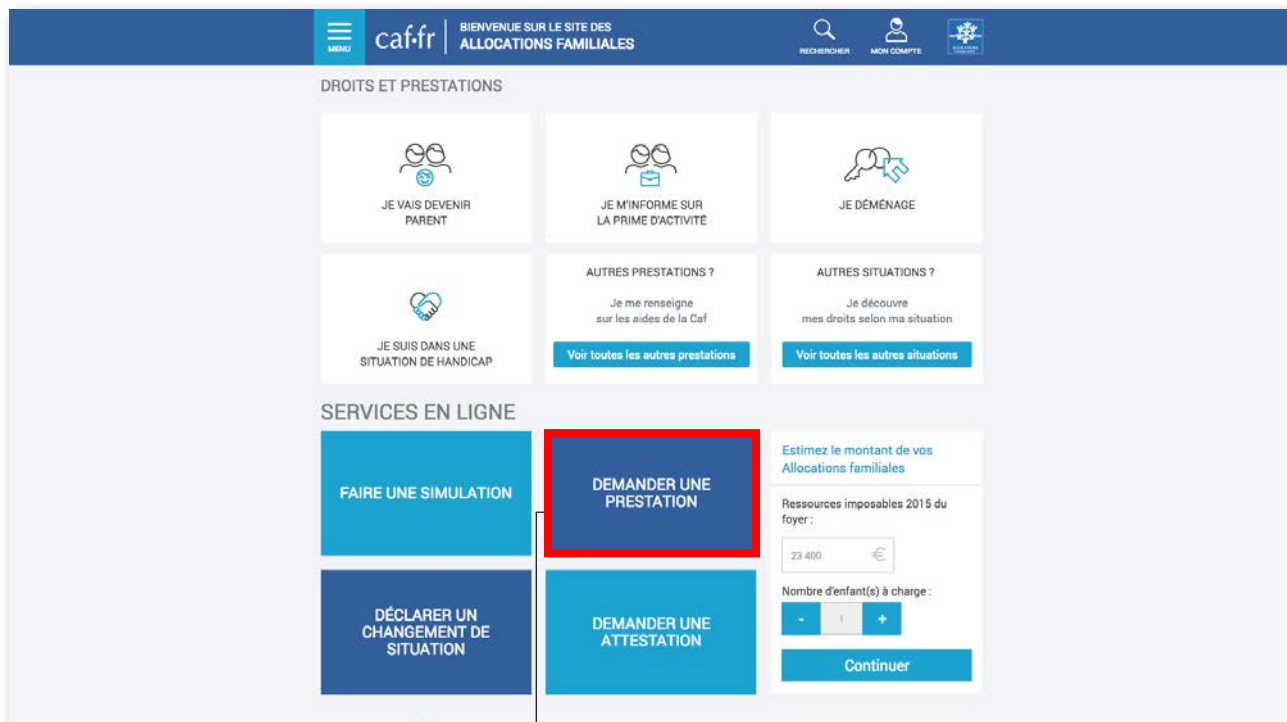 MENU
caf.fr
BIENVENUE SUR LE SITE DES
ALLOCATIONS FAMILIALES
RECHERCHER
MON COMPTE
ALLOCATIONS
FAMILIALES
DROITS ET PRESTATIONS
JE VAIS DEVENIR
PARENT
JE M'INFORME SUR
LA PRIME D'ACTIVITÉ
JE DÉMÉNAGE
JE SUIS DANS UNE
SITUATION DE HANDICAP
AUTRES PRESTATIONS ?
Je me renseigne
sur les aides de la Caf
Voir toutes les autres prestations
AUTRES SITUATIONS ?
Je découvre
mes droits selon ma situation
Voir toutes les autres situations
SERVICES EN LIGNE
FAIRE UNE SIMULATION
DEMANDER UNE
PRESTATION
DÉCLARER UN
CHANGEMENT DE
SITUATION
DEMANDER UNE
ATTESTATION
Estimez le montant de vos
Allocations familiales
Ressources imposables 2015 du
foyer :
23 400 €
Nombre d'enfant(s) à charge :
- 1 +
Continuer